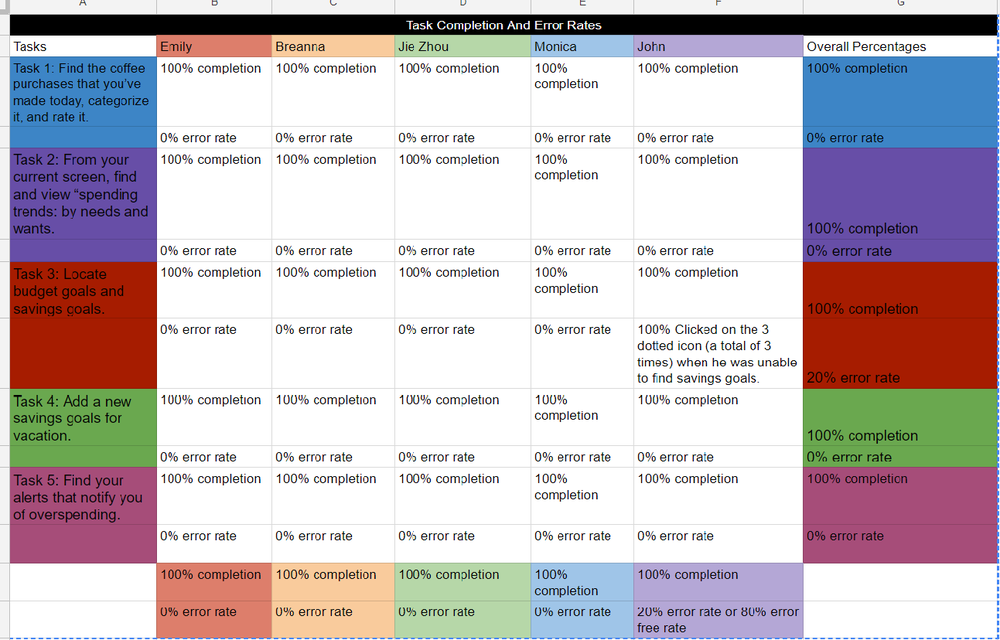 A B C D E F G
Task Completion And Error Rates
Tasks Emily Breanna Jie Zhou Monica John Overall Percentages
Task 1: Find the coffee
purchases that you've
made today, categorize
it, and rate it.
100% completion 100% completion 100% completion 100%
completion
100% completion 100% completion
0% error rate 0% error rate 0% error rate 0% error rate 0% error rate 0% error rate
Task 2: From your
current screen, find
and view “spending
trends: by needs and
wants.
100% completion 100% completion 100% completion 100%
completion
100% completion 100% completion
0% error rate 0% error rate 0% error rate 0% error rate 0% error rate 0% error rate
Task 3: Locate
budget goals and
savings goals.
100% completion 100% completion 100% completion 100%
completion
100% completion 100% completion
0% error rate 0% error rate 0% error rate 0% error rate 100% Clicked on the 3
dotted icon (a total of 3
times) when he was unable
to find savings goals.
20% error rate
Task 4: Add a new
savings goals for
vacation.
100% completion 100% completion 100% completion 100%
completion
100% completion 100% completion
0% error rate 0% error rate 0% error rate 0% error rate 0% error rate 0% error rate
Task 5: Find your
alerts that notify you
of overspending.
100% completion 100% completion 100% completion 100%
completion
100% completion 100% completion
0% error rate 0% error rate 0% error rate 0% error rate 0% error rate 0% error rate
100% completion 100% completion 100% completion 100%
completion
100% completion
0% error rate 0% error rate 0% error rate 0% error rate 20% error rate or 80% error
free rate